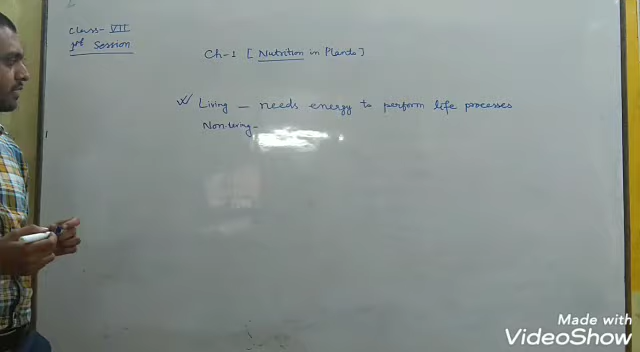 Class- VII
1st Session
Ch-1 [ Nutrition in Plants ]
Living - needs energy to perform life processes
Non living -
Made with
VideoShow